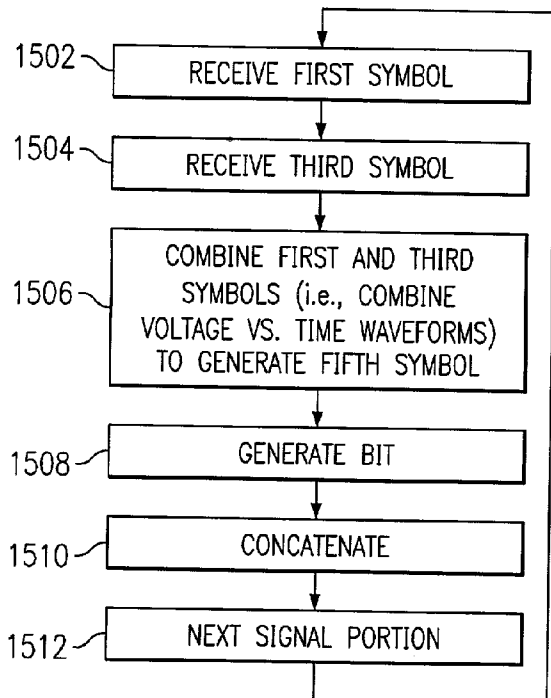 1502
RECEIVE FIRST SYMBOL
1504
RECEIVE THIRD SYMBOL
1506
COMBINE FIRST AND THIRD
SYMBOLS (i.e., COMBINE
VOLTAGE VS. TIME WAVEFORMS)
TO GENERATE FIFTH SYMBOL
1508
GENERATE BIT
1510
CONCATENATE
1512
NEXT SIGNAL PORTION